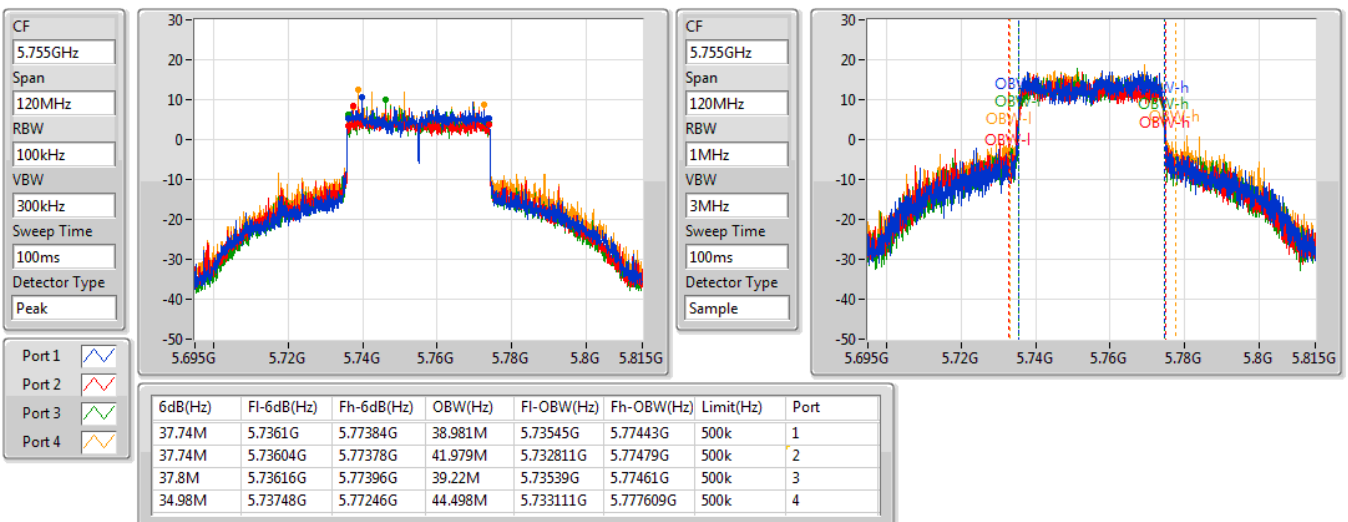 CF
5.755GHz
Span
120MHz
RBW
100kHz
VBW
300kHz
Sweep Time
100ms
Detector Type
Peak
30
20
10
0
-10
-20
-30
-40
-50
5.695G 5.72G 5.74G 5.76G 5.78G 5.8G 5.815G
CF
5.755GHz
Span
120MHz
RBW
1MHz
VBW
3MHz
Sweep Time
100ms
Detector Type
Sample
30
20
10
0
-10
-20
-30
-40
-50
OBW-h
OBW-h
OBW-l
OBW-h
OBW-l OBW-h
5.695G 5.72G 5.74G 5.76G 5.78G 5.8G 5.815G
Port 1
Port 2
Port 3
Port 4
6dB(Hz) Fl-6dB(Hz) Fh-6dB(Hz) OBW(Hz) Fl-OBW(Hz) Fh-OBW(Hz) Limit(Hz) Port
37.74M 5.7361G 5.77384G 38.981M 5.73545G 5.77443G 500k 1
37.74M 5.73604G 5.77378G 41.979M 5.732811G 5.77479G 500k 2
37.8M 5.73616G 5.77396G 39.22M 5.73539G 5.77461G 500k 3
34.98M 5.73748G 5.77246G 44.498M 5.733111G 5.777609G 500k 4